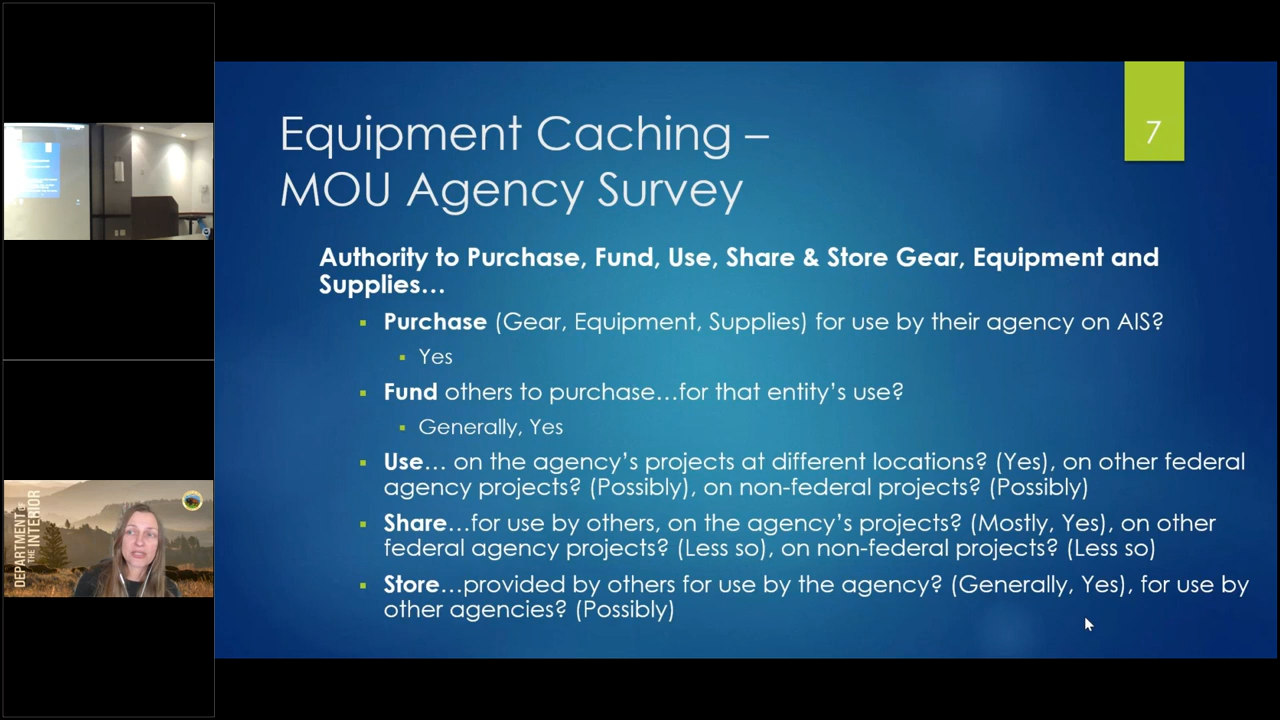 7
Equipment Caching –
MOU Agency Survey
Authority to Purchase, Fund, Use, Share & Store Gear, Equipment and
Supplies…
Purchase (Gear, Equipment, Supplies) for use by their agency on AIS?
Yes
Fund others to purchase…for that entity’s use?
Generally, Yes
Use… on the agency’s projects at different locations? (Yes), on other federal
agency projects? (Possibly), on non-federal projects? (Possibly)
Share…for use by others, on the agency’s projects? (Mostly, Yes), on other
federal agency projects? (Less so), on non-federal projects? (Less so)
Store…provided by others for use by the agency? (Generally, Yes), for use by
other agencies? (Possibly)
DEPARTMENT OF
THE INTERIOR